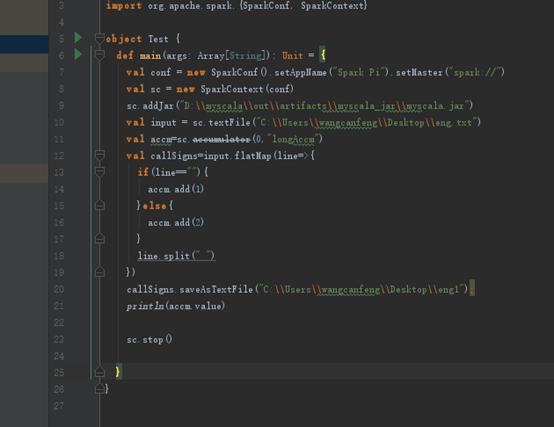 3 import org.apache.spark.{SparkConf, SparkContext}
4
5 object Test {
6 def main(args: Array[String]): Unit = {
7 val conf = new SparkConf().setAppName("Spark Pi").setMaster("spark://")
8 val sc = new SparkContext(conf)
9 sc.addJar("D:\\myscala\\out\\artifacts\\myscala_jar\\myscala.jar")
10 val input = sc.textFile("C:\\Users\\wangcanfeng\\Desktop\\eng.txt")
11 val accm=sc.accumulator(0,"longAccm")
12 val callSigns=input.flatMap(line=>{
13 if(line==""){
14 accm.add(1)
15 }else{
16 accm.add(2)
17 }
18 line.split(" ")
19 })
20 callSigns.saveAsTextFile("C:\\Users\\wangcanfeng\\Desktop\\eng1");
21 println(accm.value)
22
23 sc.stop()
24
25 }
26 }
27